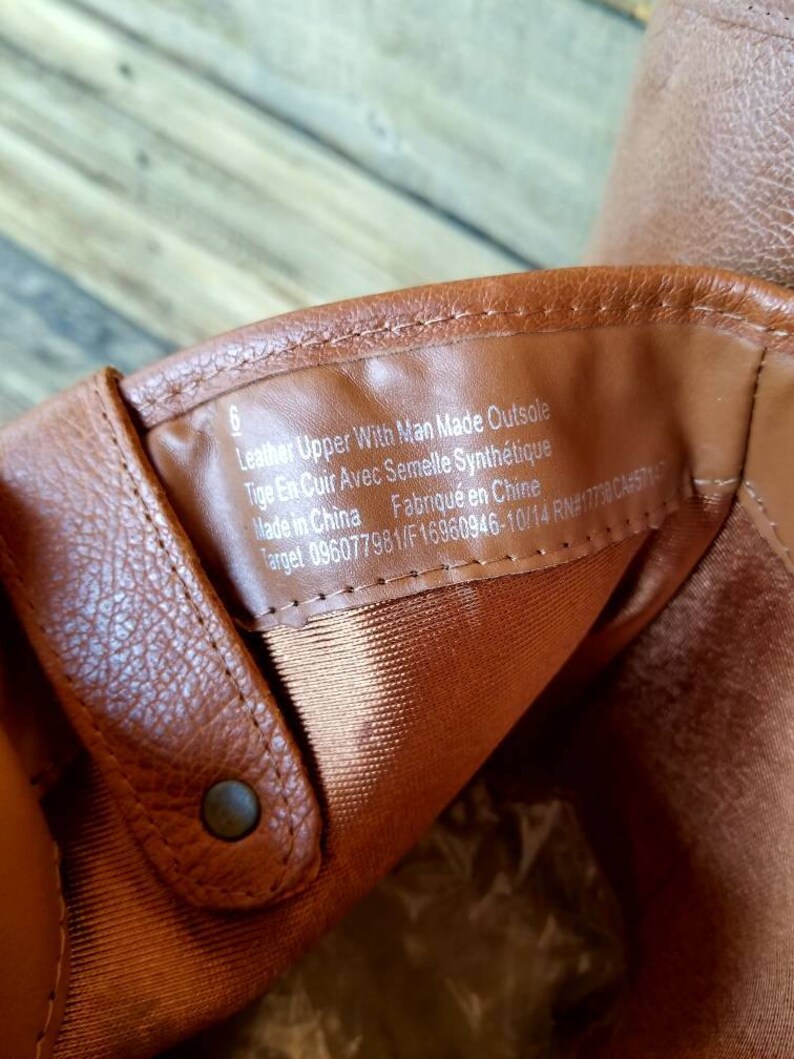 6
Leather Upper With Man Made Outsole
Tige En Cuir Avec Semelle Synthétique
Made in China Fabriqué en Chine
Target 096077981/F16960946-10/14 RN#17730